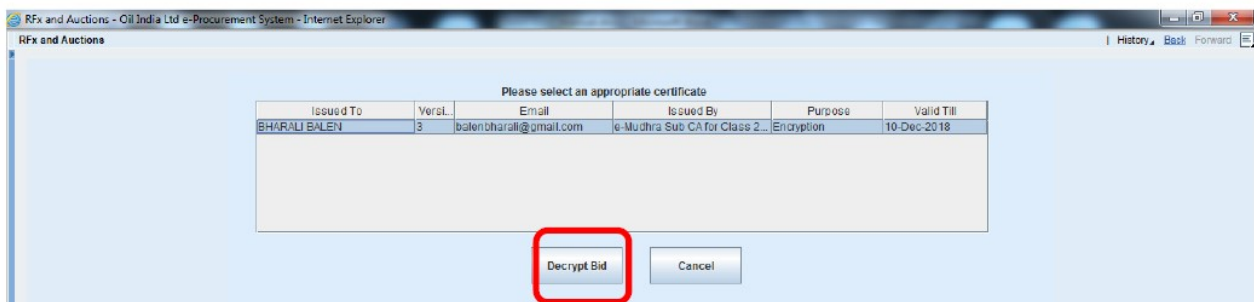 RFx and Auctions - Oil India Ltd e-Procurement System - Internet Explorer
RFx and Auctions | History Back Forward
Please select an appropriate certificate
Issued To Versi... Email Issued By Purpose Valid Till
BHARALI BALEN 3 balenbharali@gmail.com e-Mudhra Sub CA for Class 2... Encryption 10-Dec-2018
Decrypt Bid Cancel